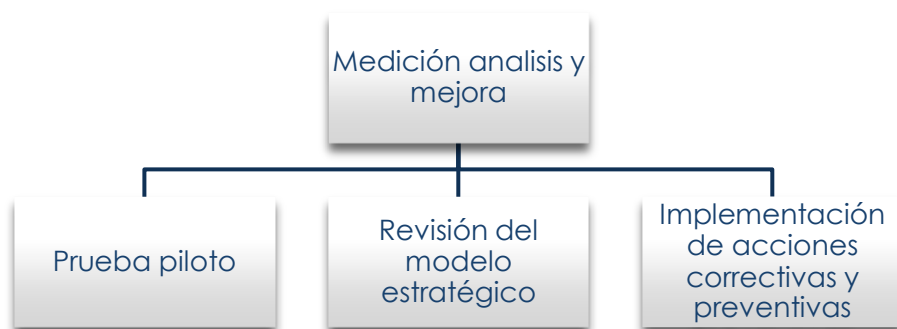 Medición analisis y
mejora
Prueba piloto
Revisión del
modelo
estratégico
Implementación
de acciones
correctivas y
preventivas